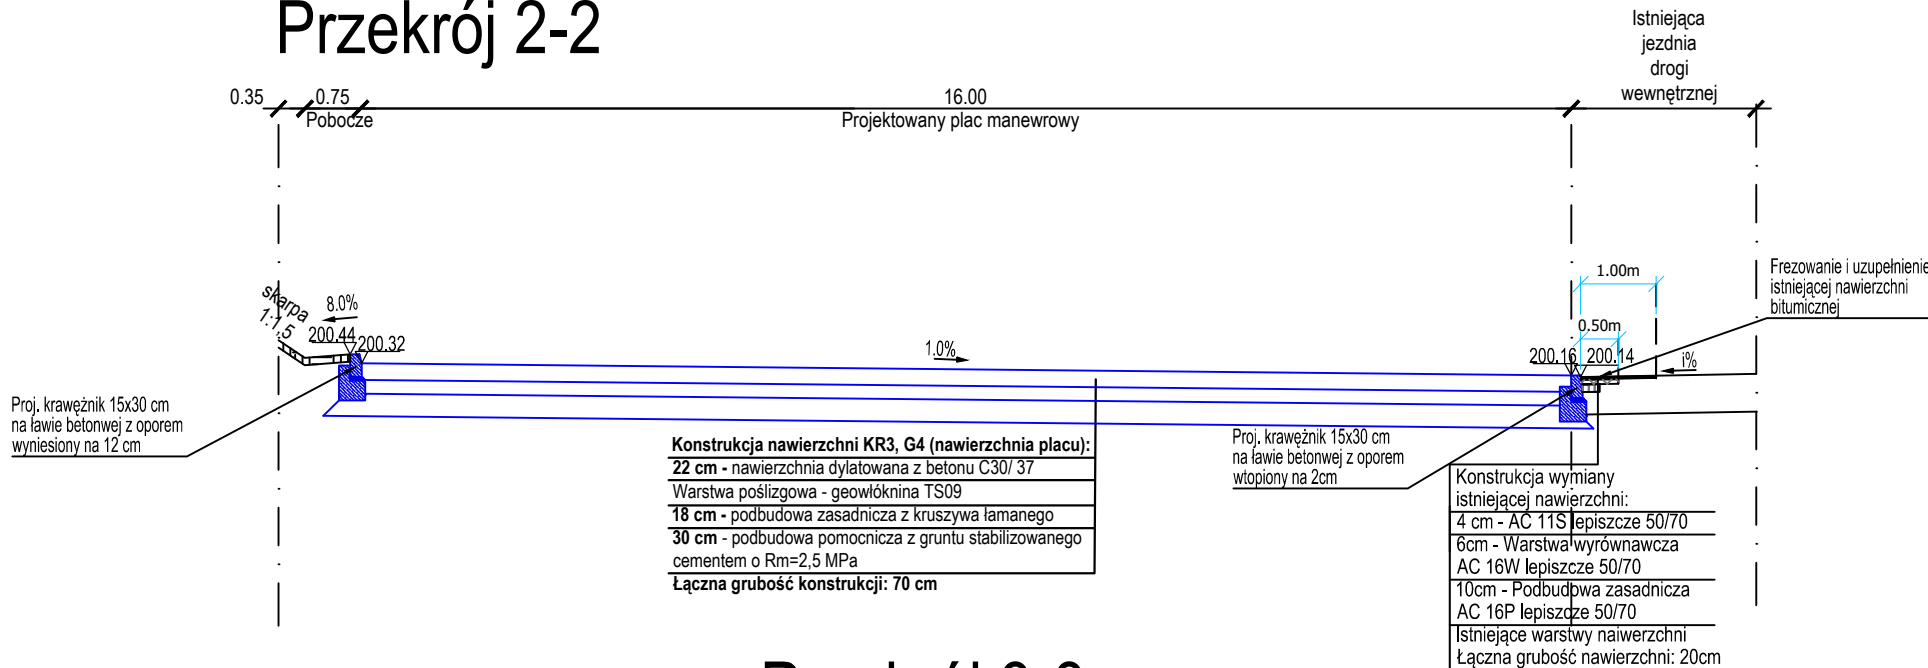 Przekrój 2-2
Istniejąca
jezdnia
drogi
wewnętrznej
0.35
0.75
16.00
Pobocze
Projektowany plac manewrowy
skarpa
1:1,5
8.0%
200.44
200.32
1.0%
1.00m
0.50m
200.16
200.14
i%
Frezowanie i uzupełnienie
istniejącej nawierzchni
bitumicznej
Proj. krawężnik 15x30 cm
na ławie betonwej z oporem
wyniesiony na 12 cm
Konstrukcja nawierzchni KR3, G4 (nawierzchnia placu):
22 cm - nawierzchnia dylatowana z betonu C30/ 37
Warstwa poślizgowa - geowłóknina TS09
18 cm - podbudowa zasadnicza z kruszywa łamanego
30 cm - podbudowa pomocnicza z gruntu stabilizowanego
cementem o Rm=2,5 MPa
Łączna grubość konstrukcji: 70 cm
Proj. krawężnik 15x30 cm
na ławie betonwej z oporem
wtopiony na 2cm
Konstrukcja wymiany
istniejącej nawierzchni:
4 cm - AC 11S lepiszcze 50/70
6cm - Warstwa wyrównawcza
AC 16W lepiszcze 50/70
10cm - Podbudowa zasadnicza
AC 16P lepiszcze 50/70
Istniejące warstwy naiwerzchni
Łączna grubość nawierzchni: 20cm